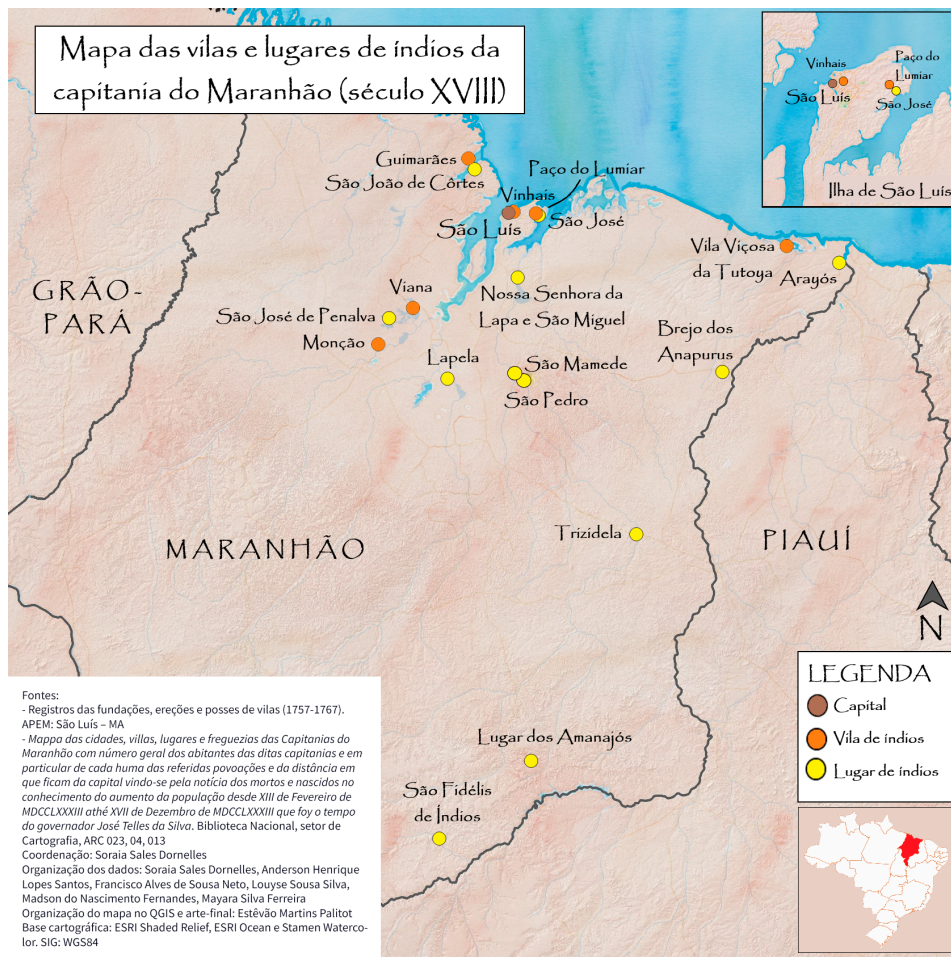 Mapa das vilas e lugares de índios da
capitania do Maranhão (século XVIII)
Vinhais
Paço do
Lumiar
São Luís
São José
Ilha de São Luís
Guimarães
São João de Côrtes
Paço do Lumiar
Vinhais
São Luís
São José
Vila Viçosa
da Tutoya
Arayós
GRÃO-
PARÁ
Viana
Nossa Senhora da
Lapa e São Miguel
São José de Penalva
Monção
Brejo dos
Anapurus
Lapela
São Mamede
São Pedro
Trizidela
MARANHÃO
PIAUÍ
N
LEGENDA
Capital
Vila de índios
Lugar de índios
Lugar dos Amanajós
São Fidélis
de Índios
Fontes:
- Registros das fundações, ereções e posses de vilas (1757-1767).
APEM: São Luís – MA
- Mappa das cidades, villas, lugares e freguezias das Capitanias do
Maranhão com número geral dos abitantes das ditas capitanias e em
particular de cada huma das referidas povoações e da distância em
que ficam da capital vindo-se pela notícia dos mortos e nascidos no
conhecimento do aumento da população desde XIII de Fevereiro de
MDCCLXXXIII athé XVII de Dezembro de MDCCLXXXIII que foy o tempo
do governador José Telles da Silva. Biblioteca Nacional, setor de
Cartografia, ARC 023, 04, 013
Coordenação: Soraia Sales Dornelles
Organização dos dados: Soraia Sales Dornelles, Anderson Henrique
Lopes Santos, Francisco Alves de Sousa Neto, Louyse Sousa Silva,
Madson do Nascimento Fernandes, Mayara Silva Ferreira
Organização do mapa no QGIS e arte-final: Estêvão Martins Palitot
Base cartográfica: ESRI Shaded Relief, ESRI Ocean e Stamen Waterco-
lor. SIG: WGS84